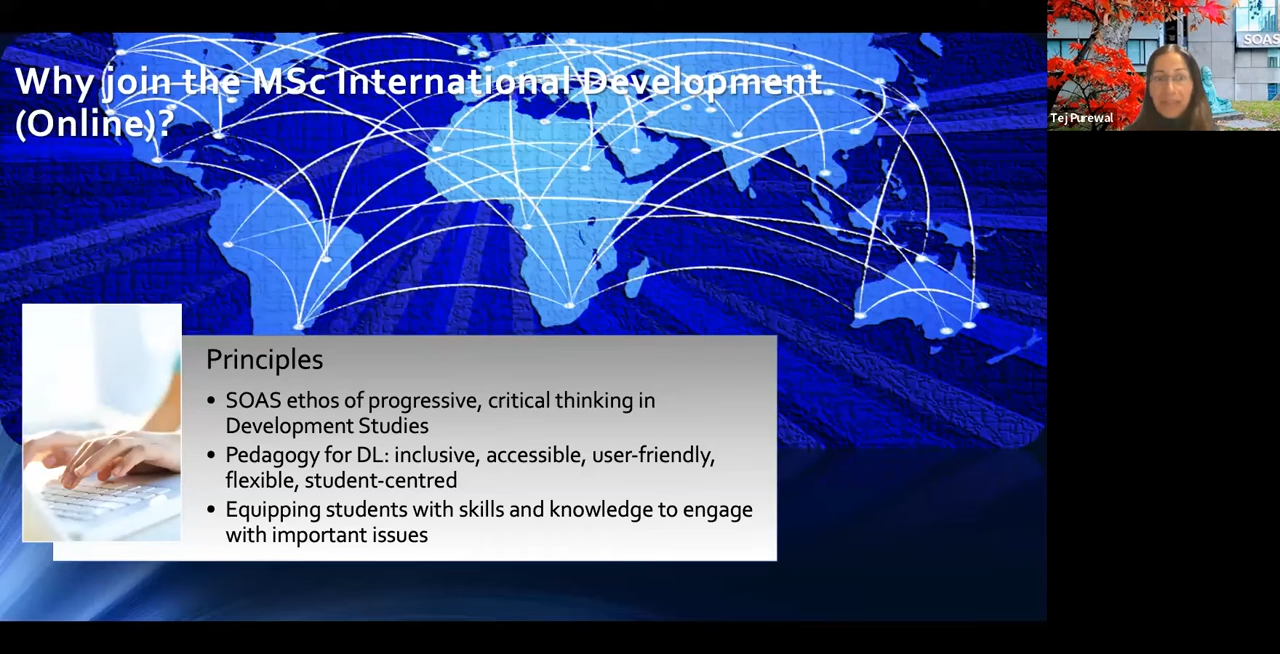 Why join the MSc International Development
(Online)?
SOAS
Tej Purewal
Principles
• SOAS ethos of progressive, critical thinking in
Development Studies
• Pedagogy for DL: inclusive, accessible, user-friendly,
flexible, student-centred
• Equipping students with skills and knowledge to engage
with important issues